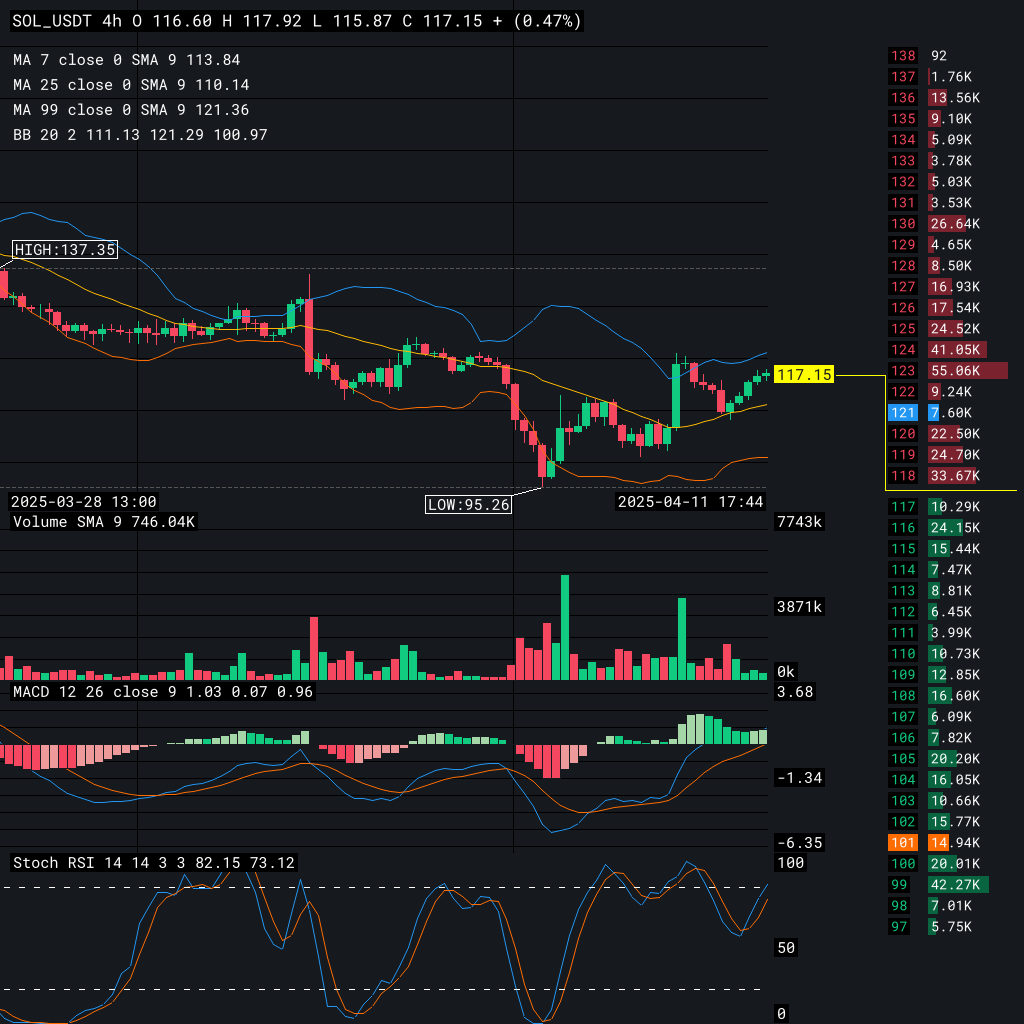 SOL_USDT 4h O 116.60 H 117.92 L 115.87 C 117.15 + (0.47%)
MA 7 close 0 SMA 9 113.84
MA 25 close 0 SMA 9 110.14
MA 99 close 0 SMA 9 121.36
BB 20 2 111.13 121.29 100.97
HIGH:137.35
117.15
LOW:95.26
2025-03-28 13:00
2025-04-11 17:44
Volume SMA 9 746.04K
7743k
3871k
0k
MACD 12 26 close 9 1.03 0.07 0.96
3.68
-1.34
-6.35
Stoch RSI 14 14 3 3 82.15 73.12
100
50
0
138 92
137 1.76K
136 13.56K
135 9.10K
134 5.09K
133 3.78K
132 5.03K
131 3.53K
130 26.64K
129 4.65K
128 8.50K
127 16.93K
126 17.54K
125 24.52K
124 41.05K
123 55.06K
122 9.24K
121 7.60K
120 22.50K
119 24.70K
118 33.67K
117 10.29K
116 24.15K
115 15.44K
114 7.47K
113 8.81K
112 6.45K
111 3.99K
110 10.73K
109 12.85K
108 16.60K
107 6.09K
106 7.82K
105 20.20K
104 16.05K
103 10.66K
102 15.77K
101 14.94K
100 20.01K
99 42.27K
98 7.01K
97 5.75K